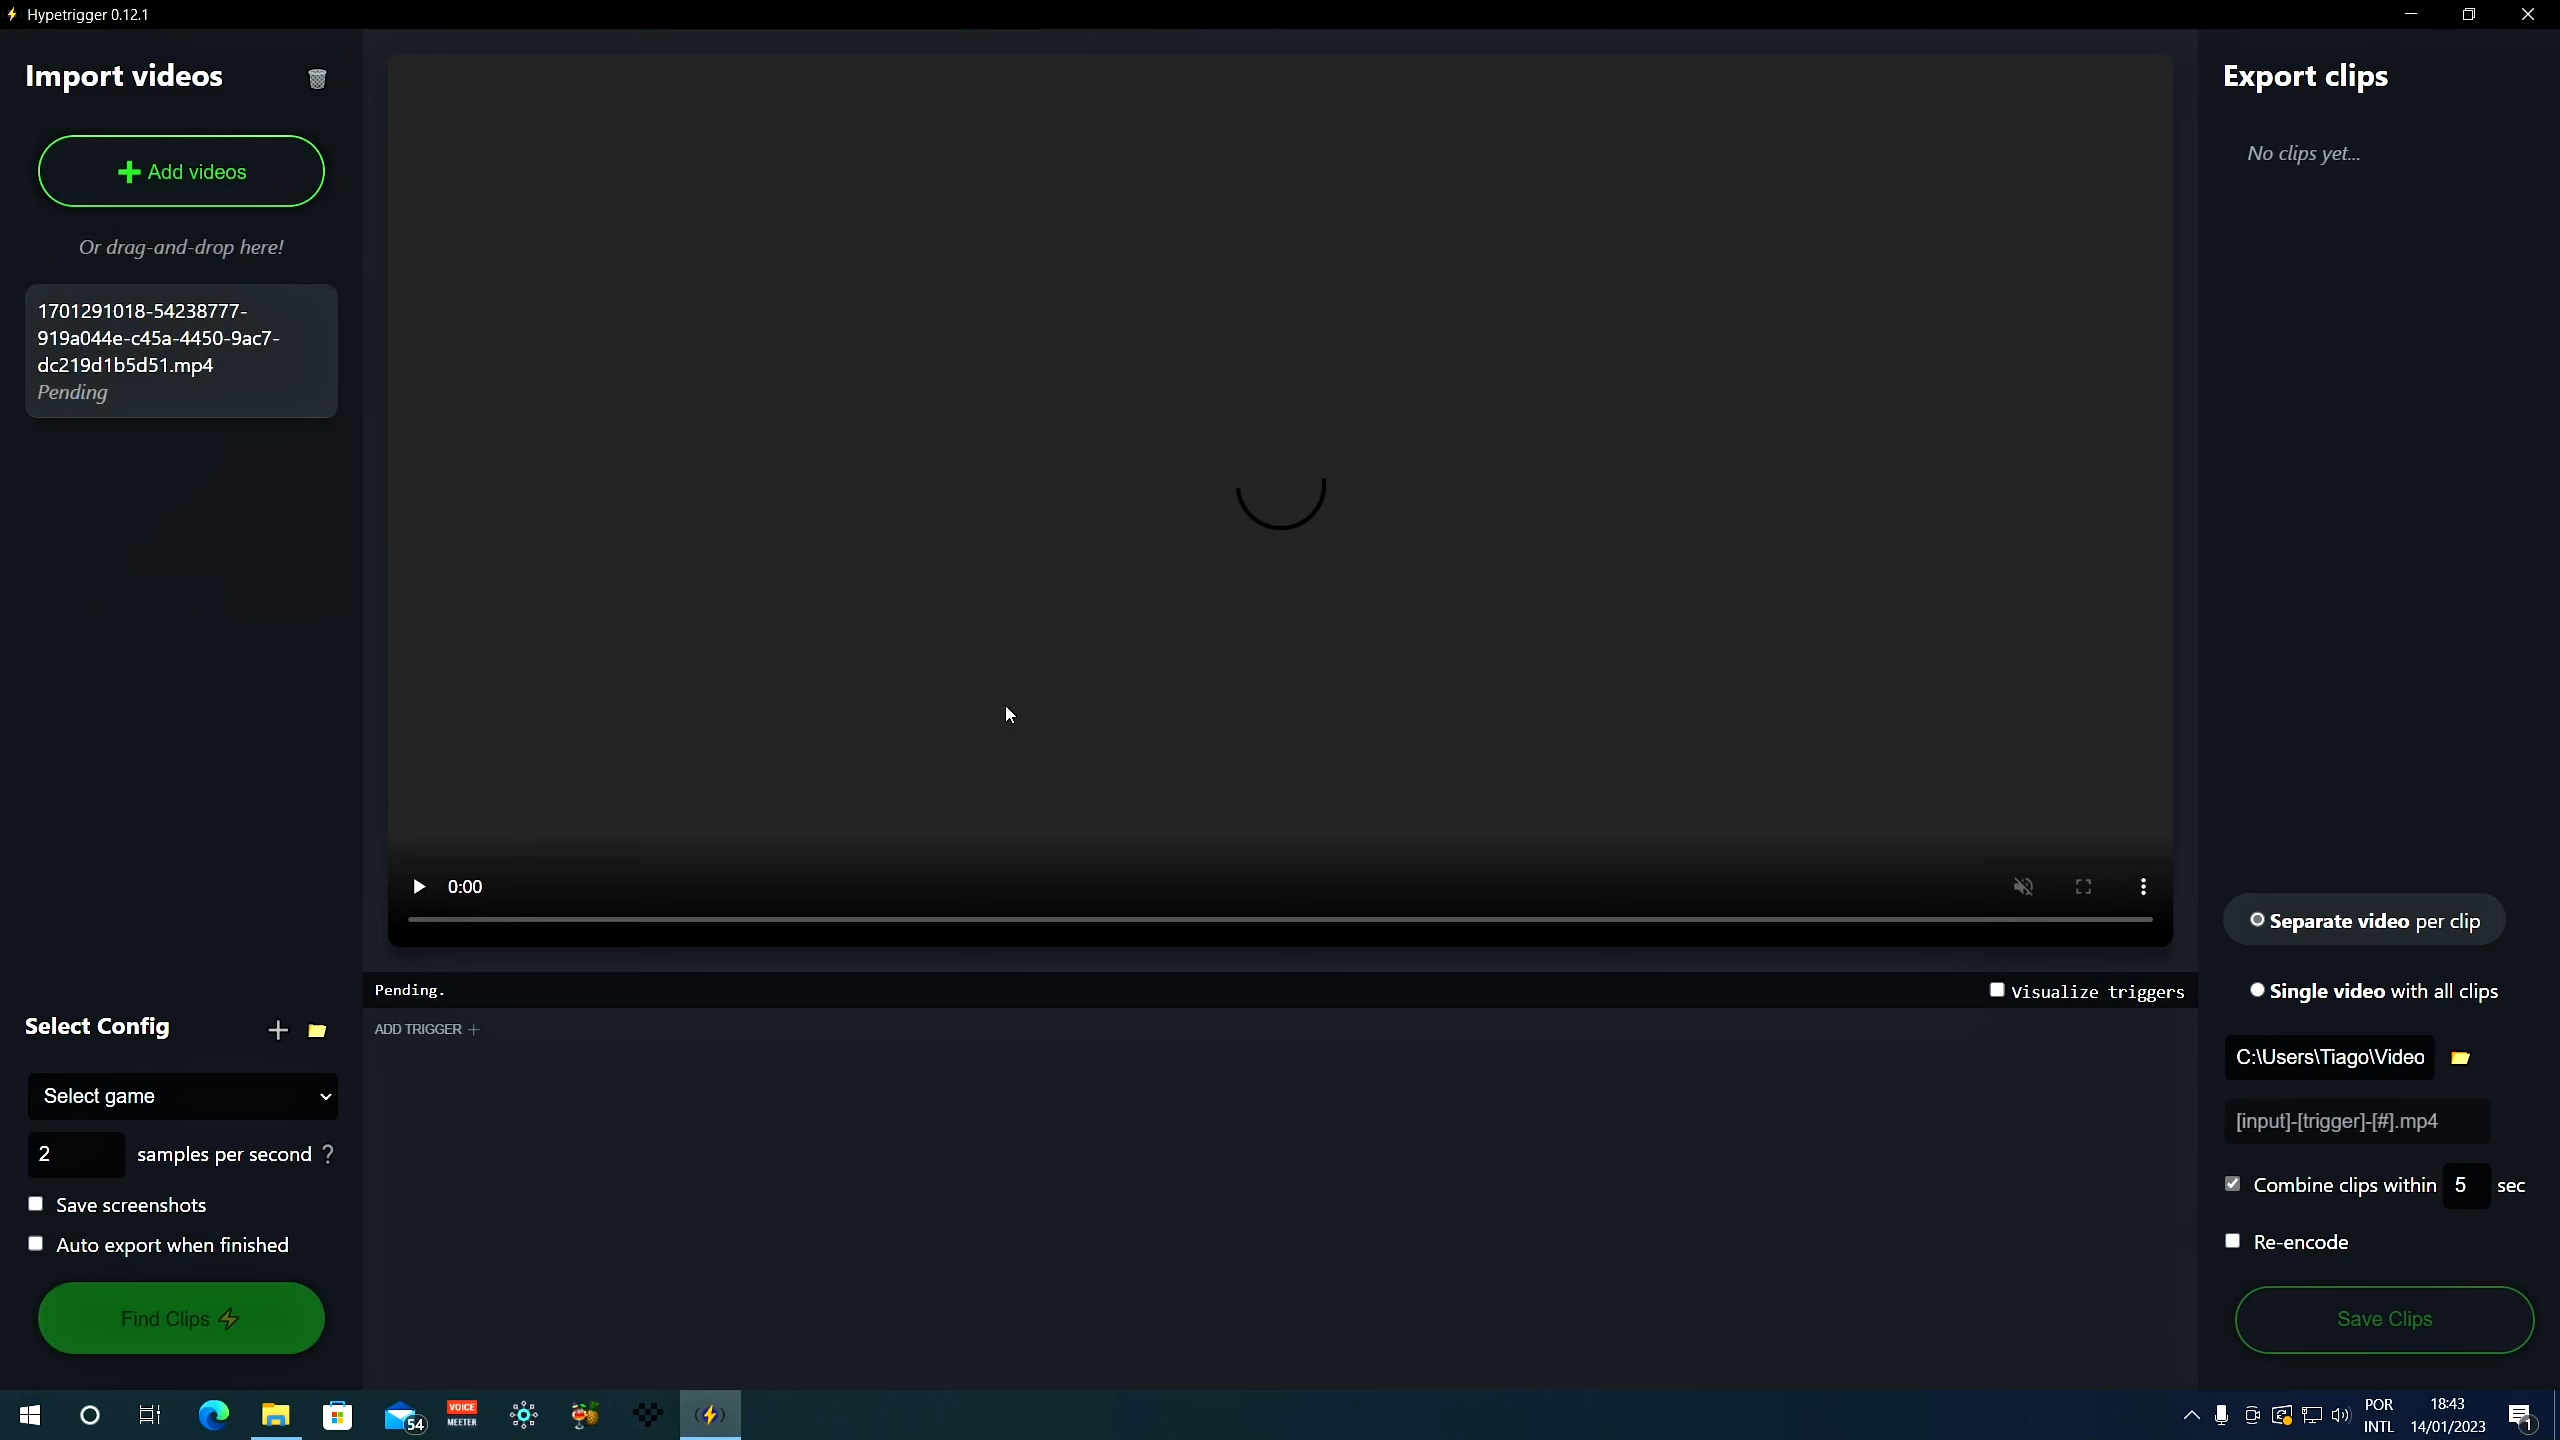 Hypetrigger 0.12.1
Import videos
Add videos
Or drag-and-drop here!
1701291018-54238777-
919a044e-c45a-4450-9ac7-
dc219d1b5d51.mp4
Pending
Select Config
Select game
2 samples per second ?
Save screenshots
Auto export when finished
Find Clips
0:00
Pending.
Visualize triggers
ADD TRIGGER +
Export clips
No clips yet...
Separate video per clip
Single video with all clips
C:\Users\Tiago\Video
[input]-[trigger]-[#].mp4
Combine clips within 5 sec
Re-encode
Save Clips
54
VOICE
MEETER
POR
INTL
18:43
14/01/2023
1